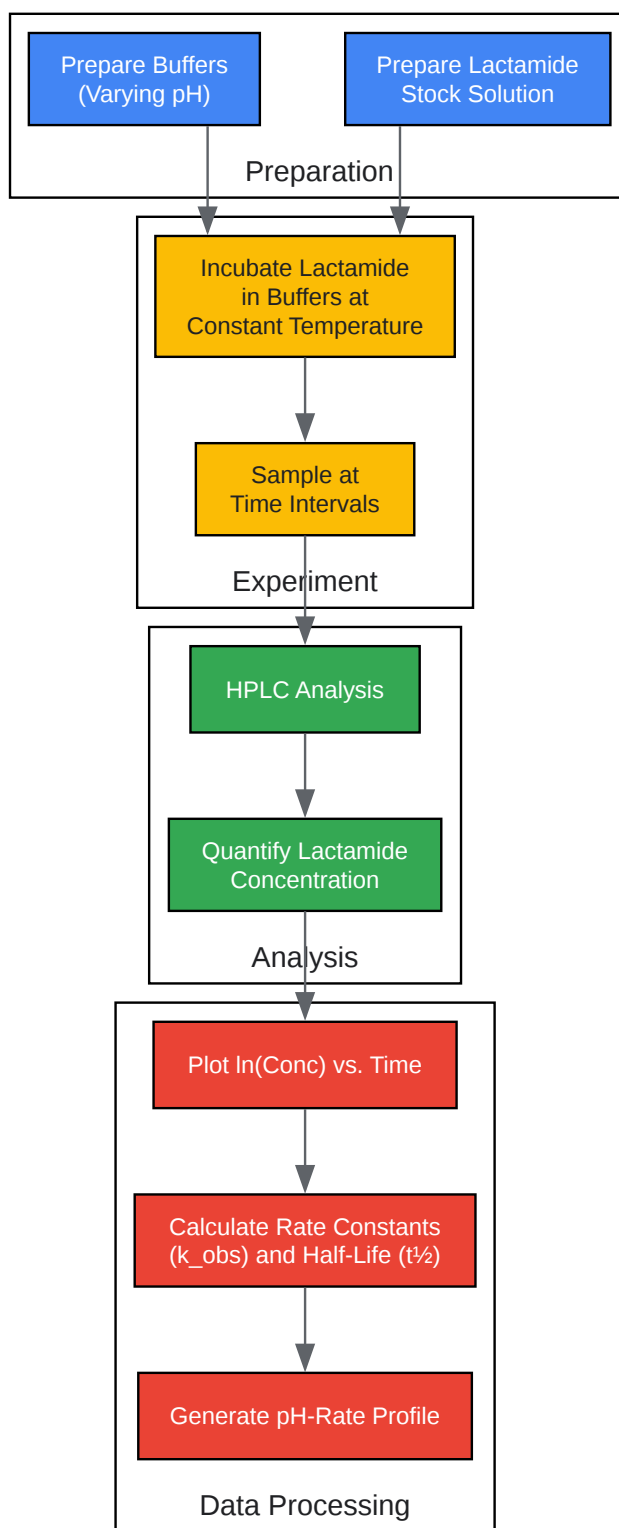 Prepare Buffers
(Varying pH)
Prepare Lactamide
Stock Solution
Preparation
Incubate Lactamide
in Buffers at
Constant Temperature
Sample at
Time Intervals
Experiment
HPLC Analysis
Quantify Lactamide
Concentration
Analysis
Plot ln(Conc) vs. Time
Calculate Rate Constants
(k_obs) and Half-Life (t½)
Generate pH-Rate Profile
Data Processing